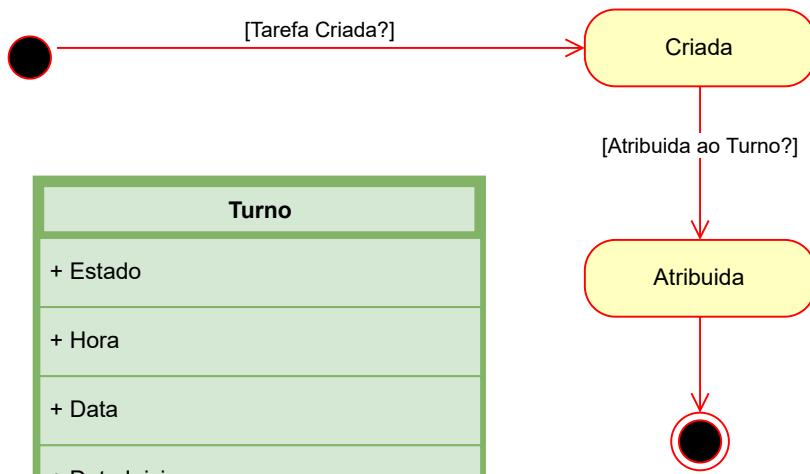 [Tarefa Criada?]
Criada
[Atribuida ao Turno?]
Turno
+ Estado
+ Hora
+ Data
Atribuida